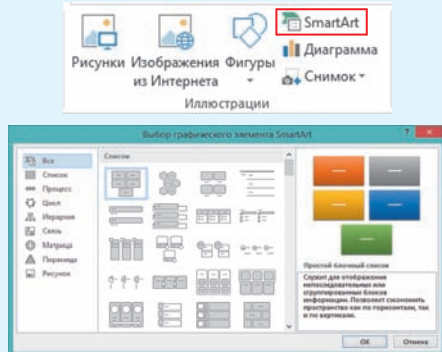 SmartArt
Рисунки Изображения Фигуры
из Интернета
Диаграмма
Снимок
Иллюстрации
Выбор графического элемента SmartArt
? x
Все
Список
Процесс
Цикл
Иерархия
Связь
Матрица
Пирамида
Рисунок
Список
Простой блочный список
Служит для отображения
непоследовательных или
сгруппированных блоков
информации. Позволяет сэкономить
пространство как по горизонтали, так
и по вертикали.
OK Отмена